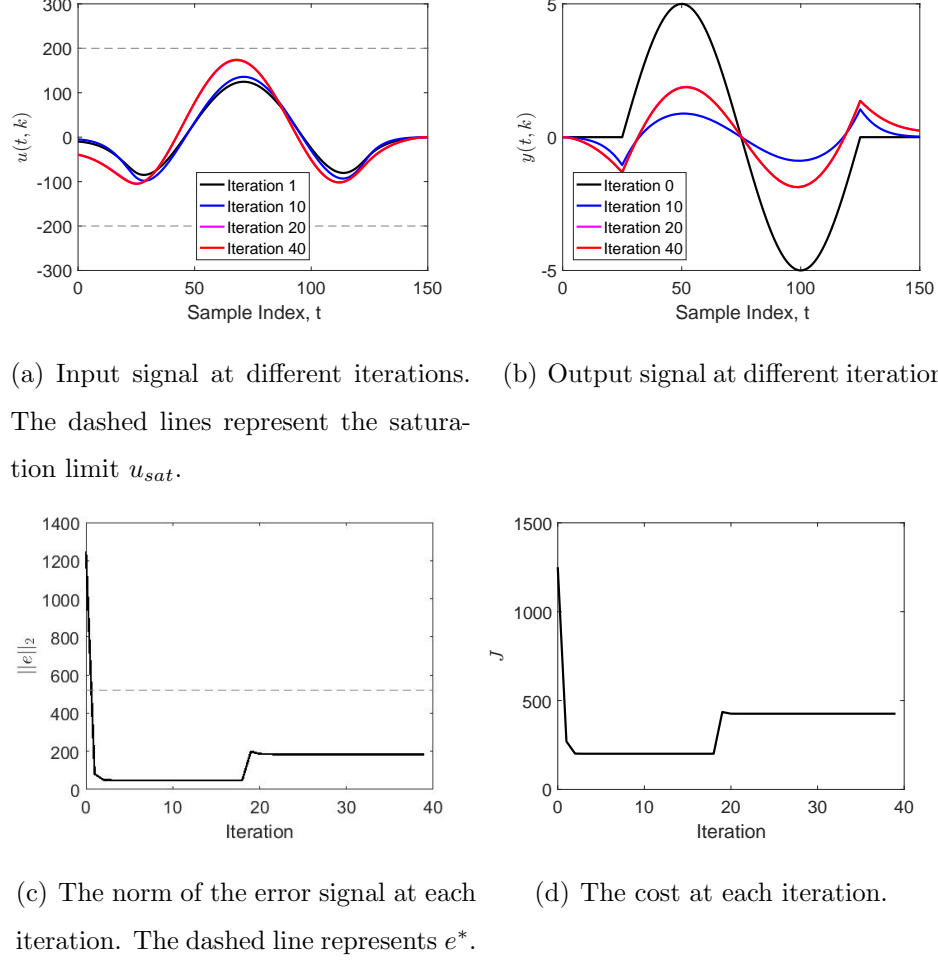 300
200
100
0
-100
-200
-300
u(t, k)
Iteration 1
Iteration 10
Iteration 20
Iteration 40
0
50
100
150
Sample Index, t
5
0
-5
y(t, k)
Iteration 0
Iteration 10
Iteration 20
Iteration 40
0
50
100
150
Sample Index, t
(a) Input signal at different iterations.
The dashed lines represent the satura-
tion limit u_{sat}.
(b) Output signal at different iteration
1400
1200
1000
800
600
400
200
0
||e||_2
0
10
20
30
40
Iteration
1500
1000
500
0
J
0
10
20
30
40
Iteration
(c) The norm of the error signal at each
iteration. The dashed line represents e*.
(d) The cost at each iteration.